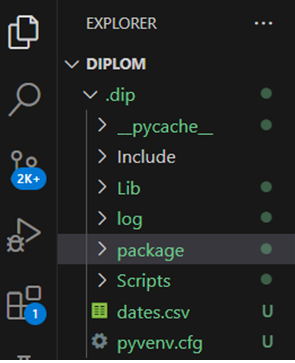 EXPLORER ...
DIPLOM
.dip
__pycache__
Include
Lib
2K+
log
package
Scripts
1
dates.csv U
pyvenv.cfg U